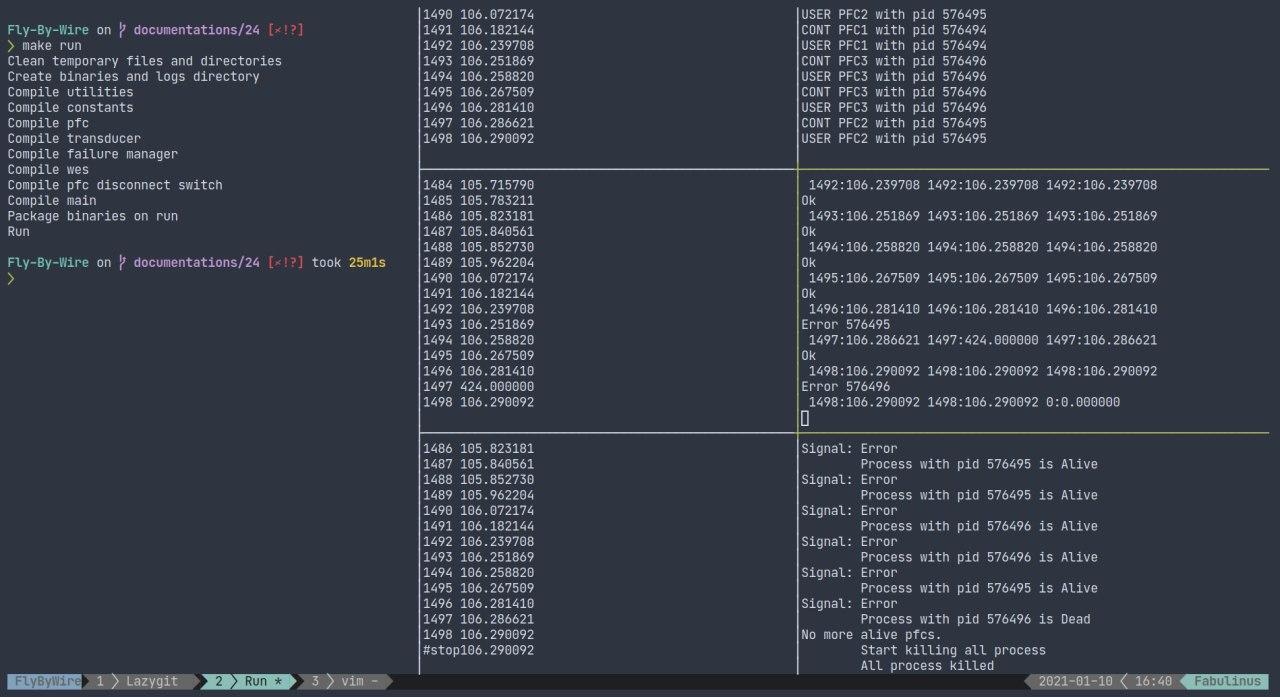 Fly-By-Wire on documentations/24 [×!?]
❯ make run
Clean temporary files and directories
Create binaries and logs directory
Compile utilities
Compile constants
Compile pfc
Compile transducer
Compile failure manager
Compile wes
Compile pfc disconnect switch
Compile main
Package binaries on run
Run
Fly-By-Wire on documentations/24 [×!?] took 25m1s
❯
1490 106.072174
1491 106.182144
1492 106.239708
1493 106.251869
1494 106.258820
1495 106.267509
1496 106.281410
1497 106.286621
1498 106.290092
1484 105.715790
1485 105.783211
1486 105.823181
1487 105.840561
1488 105.852730
1489 105.962204
1490 106.072174
1491 106.182144
1492 106.239708
1493 106.251869
1494 106.258820
1495 106.267509
1496 106.281410
1497 424.000000
1498 106.290092
1486 105.823181
1487 105.840561
1488 105.852730
1489 105.962204
1490 106.072174
1491 106.182144
1492 106.239708
1493 106.251869
1494 106.258820
1495 106.267509
1496 106.281410
1497 106.286621
1498 106.290092
#stop106.290092
USER PFC2 with pid 576495
CONT PFC1 with pid 576494
USER PFC1 with pid 576494
CONT PFC3 with pid 576496
USER PFC3 with pid 576496
CONT PFC3 with pid 576496
USER PFC3 with pid 576496
CONT PFC2 with pid 576495
USER PFC2 with pid 576495
1492:106.239708 1492:106.239708 1492:106.239708
Ok
1493:106.251869 1493:106.251869 1493:106.251869
Ok
1494:106.258820 1494:106.258820 1494:106.258820
Ok
1495:106.267509 1495:106.267509 1495:106.267509
Ok
1496:106.281410 1496:106.281410 1496:106.281410
Error 576495
1497:106.286621 1497:424.000000 1497:106.286621
Ok
1498:106.290092 1498:106.290092 1498:106.290092
Error 576496
1498:106.290092 1498:106.290092 0:0.000000
Signal: Error
Process with pid 576495 is Alive
Signal: Error
Process with pid 576495 is Alive
Signal: Error
Process with pid 576496 is Alive
Signal: Error
Process with pid 576496 is Alive
Signal: Error
Process with pid 576495 is Alive
Signal: Error
Process with pid 576496 is Dead
No more alive pfcs.
Start killing all process
All process killed
FlyByWire 1 Lazygit 2 Run * 3 vim - 2021-01-10 16:40 Fabulinus